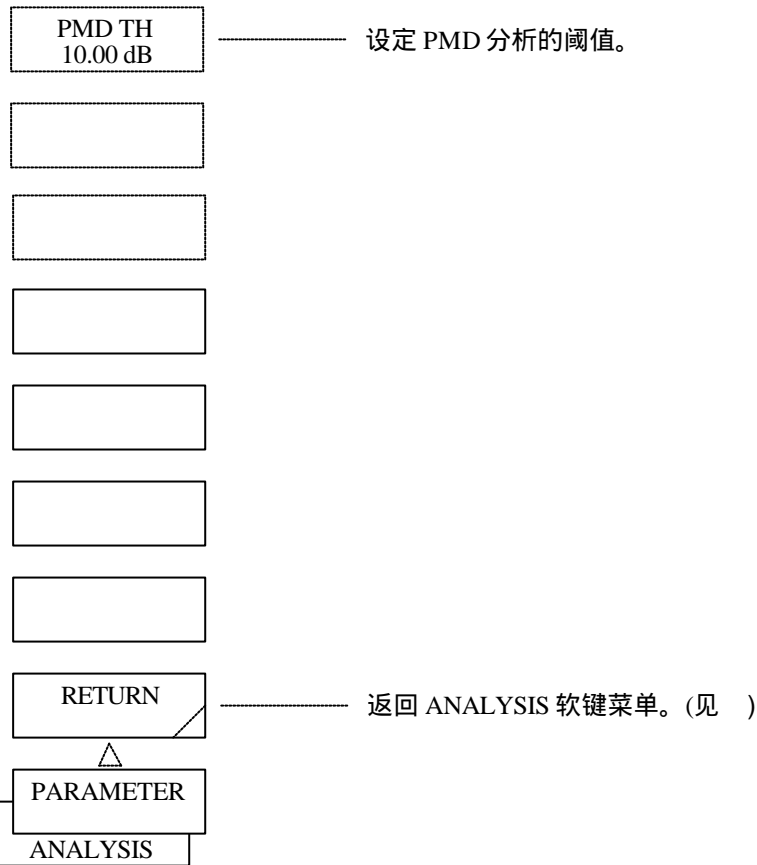 PMD TH
10.00 dB
设定 PMD 分析的阈值。
RETURN
返回 ANALYSIS 软键菜单。(见 )
PARAMETER
ANALYSIS